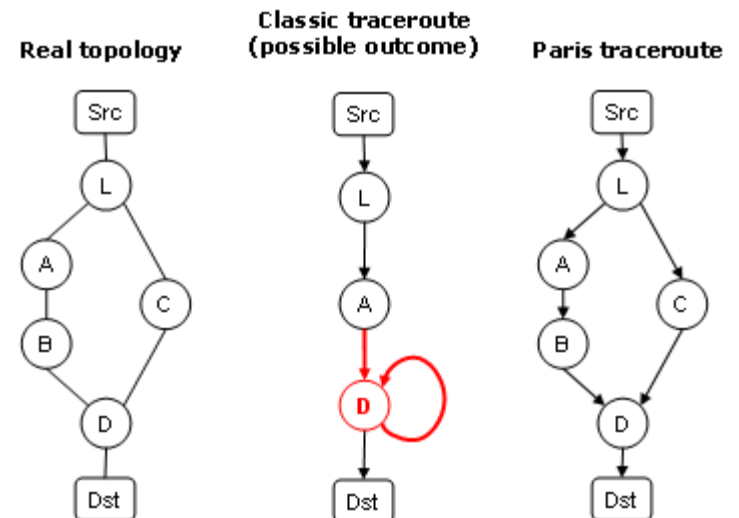 Real topology
Src
L
A
C
B
D
Dst
Classic traceroute
(possible outcome)
Src
L
A
D
Dst
Paris traceroute
Src
L
A
C
B
D
Dst